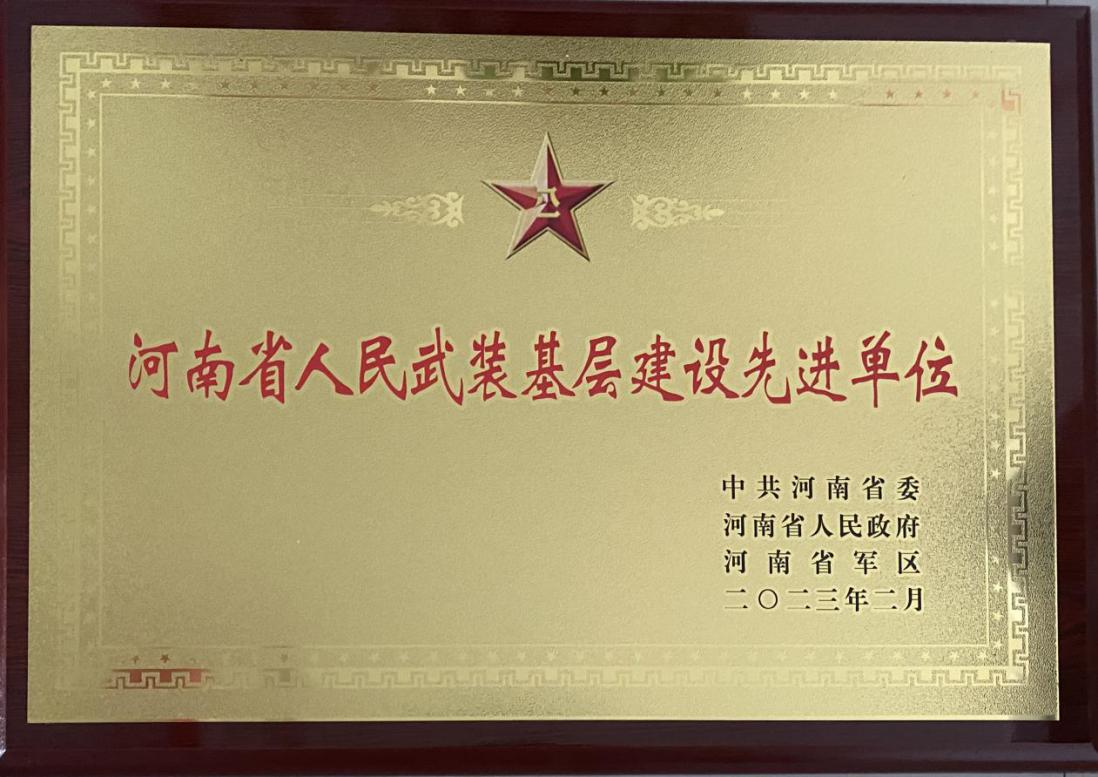 八一
河南省人民武装基层建设先进单位
中共河南省委
河南省人民政府
河南省军区
二〇二三年二月